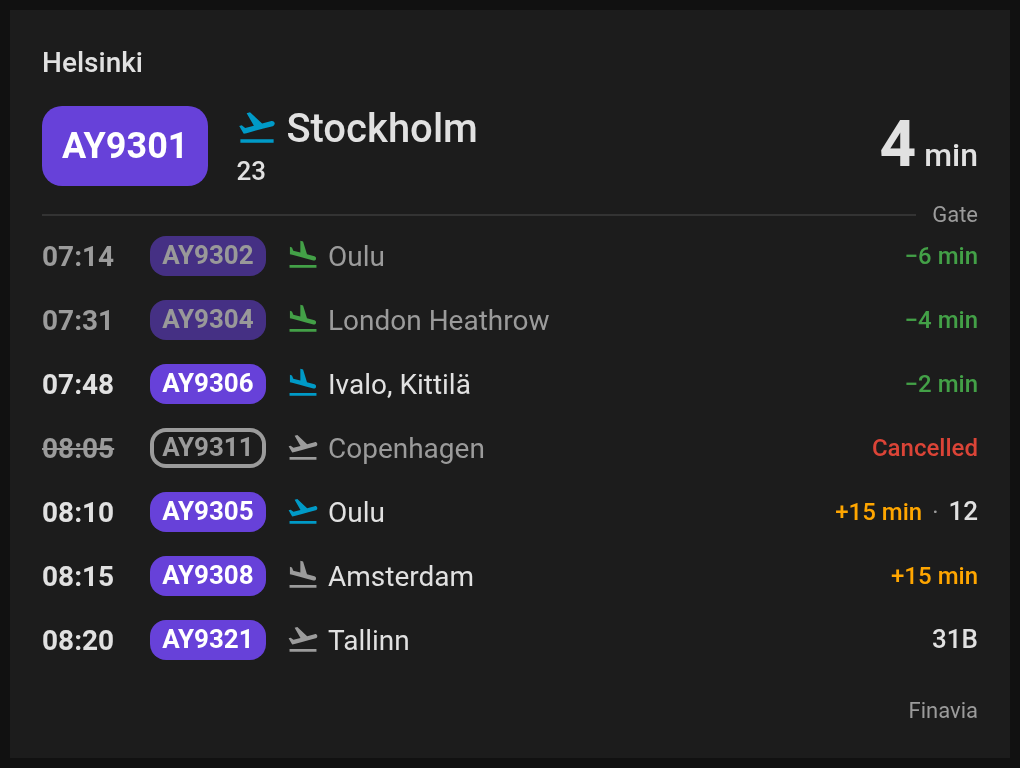 Helsinki
AY9301 Stockholm 4 min
23
Gate
07:14 AY9302 Oulu −6 min
07:31 AY9304 London Heathrow −4 min
07:48 AY9306 Ivalo, Kittilä −2 min
08:05 AY9311 Copenhagen Cancelled
08:10 AY9305 Oulu +15 min · 12
08:15 AY9308 Amsterdam +15 min
08:20 AY9321 Tallinn 31B
Finavia